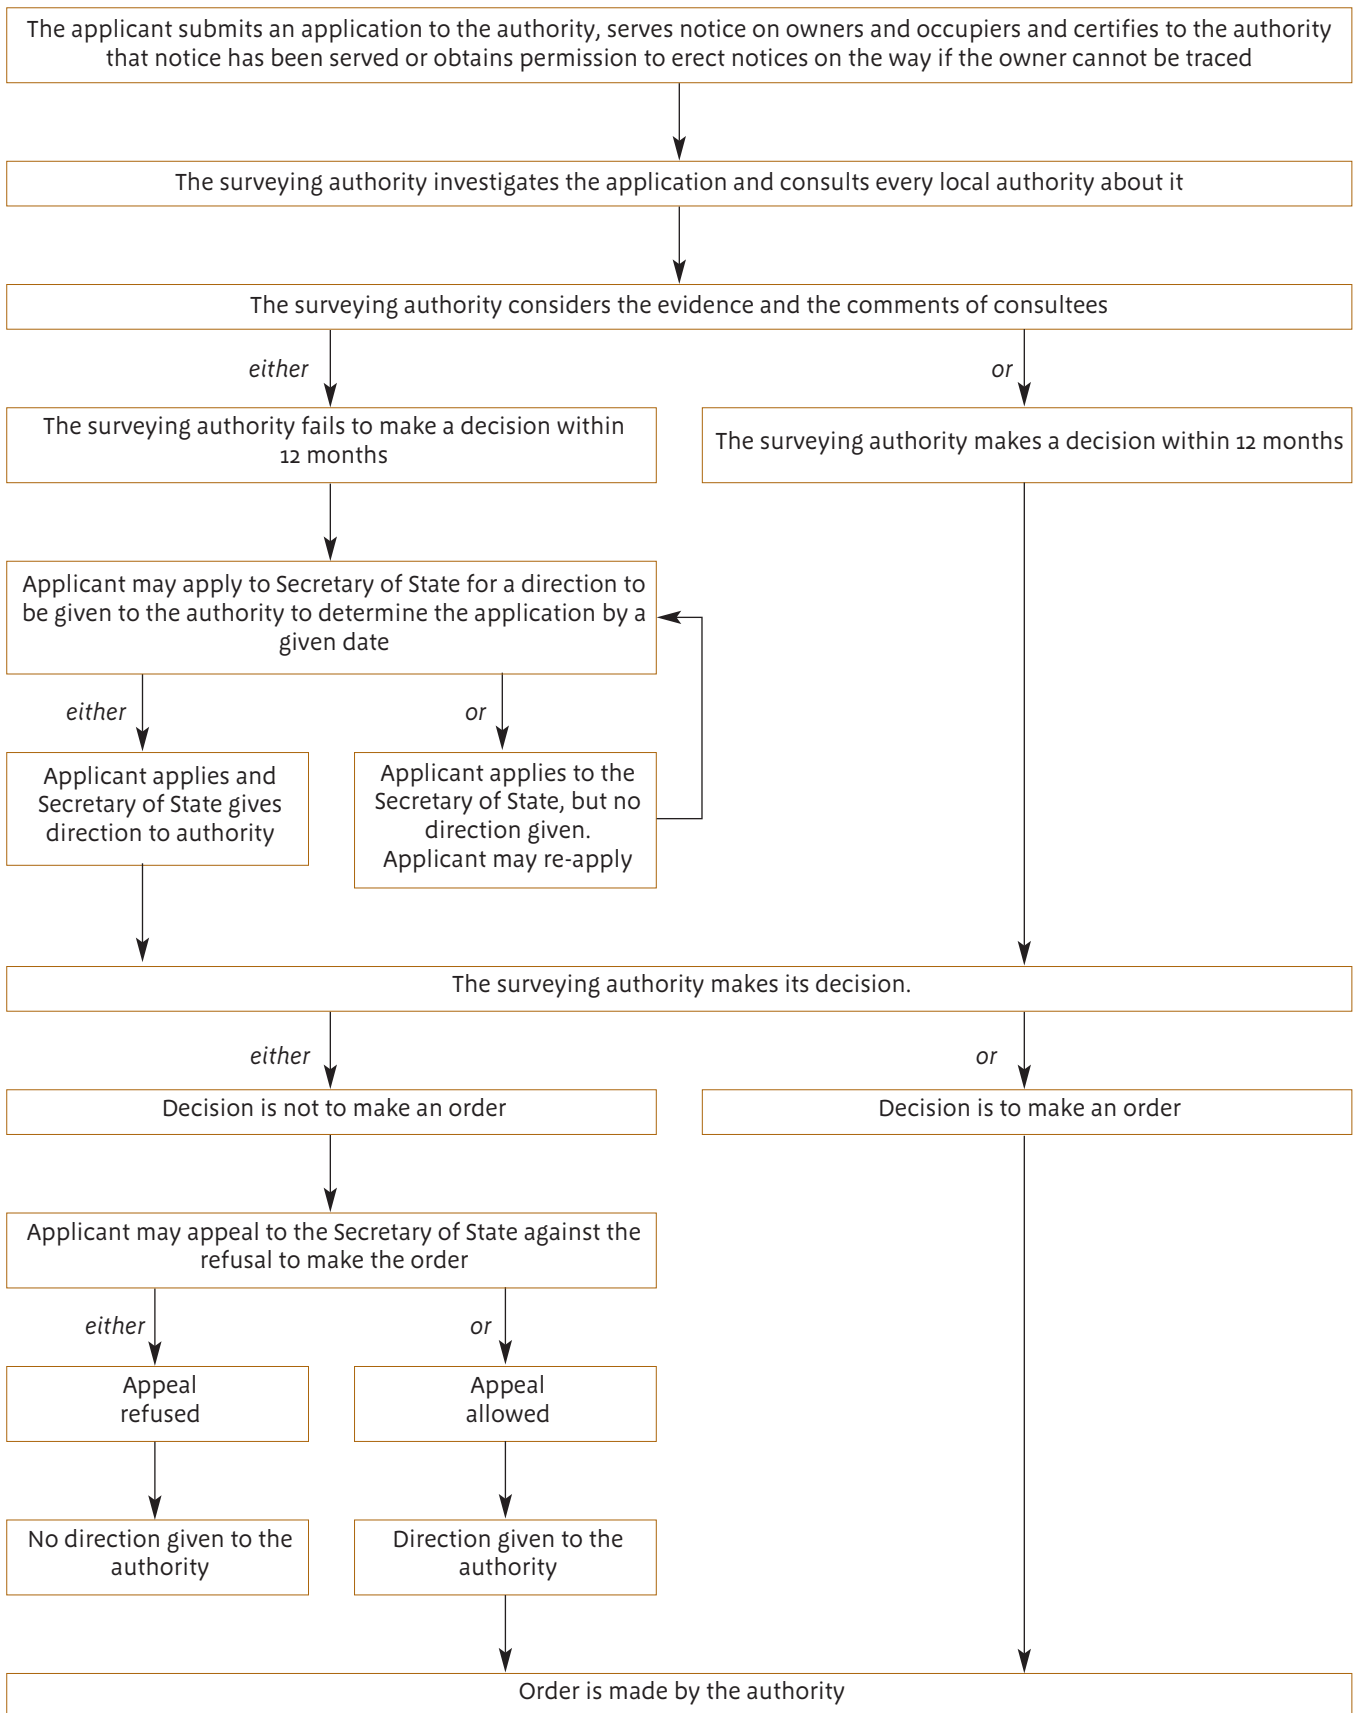 The applicant submits an application to the authority, serves notice on owners and occupiers and certifies to the authority
that notice has been served or obtains permission to erect notices on the way if the owner cannot be traced
The surveying authority investigates the application and consults every local authority about it
The surveying authority considers the evidence and the comments of consultees
either
or
The surveying authority fails to make a decision within
12 months
The surveying authority makes a decision within 12 months
Applicant may apply to Secretary of State for a direction to
be given to the authority to determine the application by a
given date
either
or
Applicant applies and
Secretary of State gives
direction to authority
Applicant applies to the
Secretary of State, but no
direction given.
Applicant may re-apply
The surveying authority makes its decision.
either
or
Decision is not to make an order
Decision is to make an order
Applicant may appeal to the Secretary of State against the
refusal to make the order
either
or
Appeal
refused
Appeal
allowed
No direction given to the
authority
Direction given to the
authority
Order is made by the authority